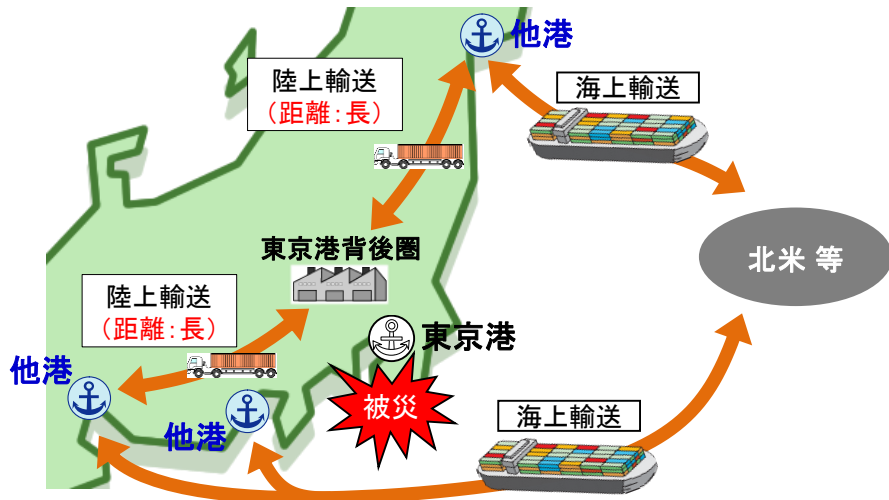 他港
陸上輸送
（距離：長）
海上輸送
東京港背後圏
北米 等
陸上輸送
（距離：長）
東京港
他港
被災
他港
海上輸送